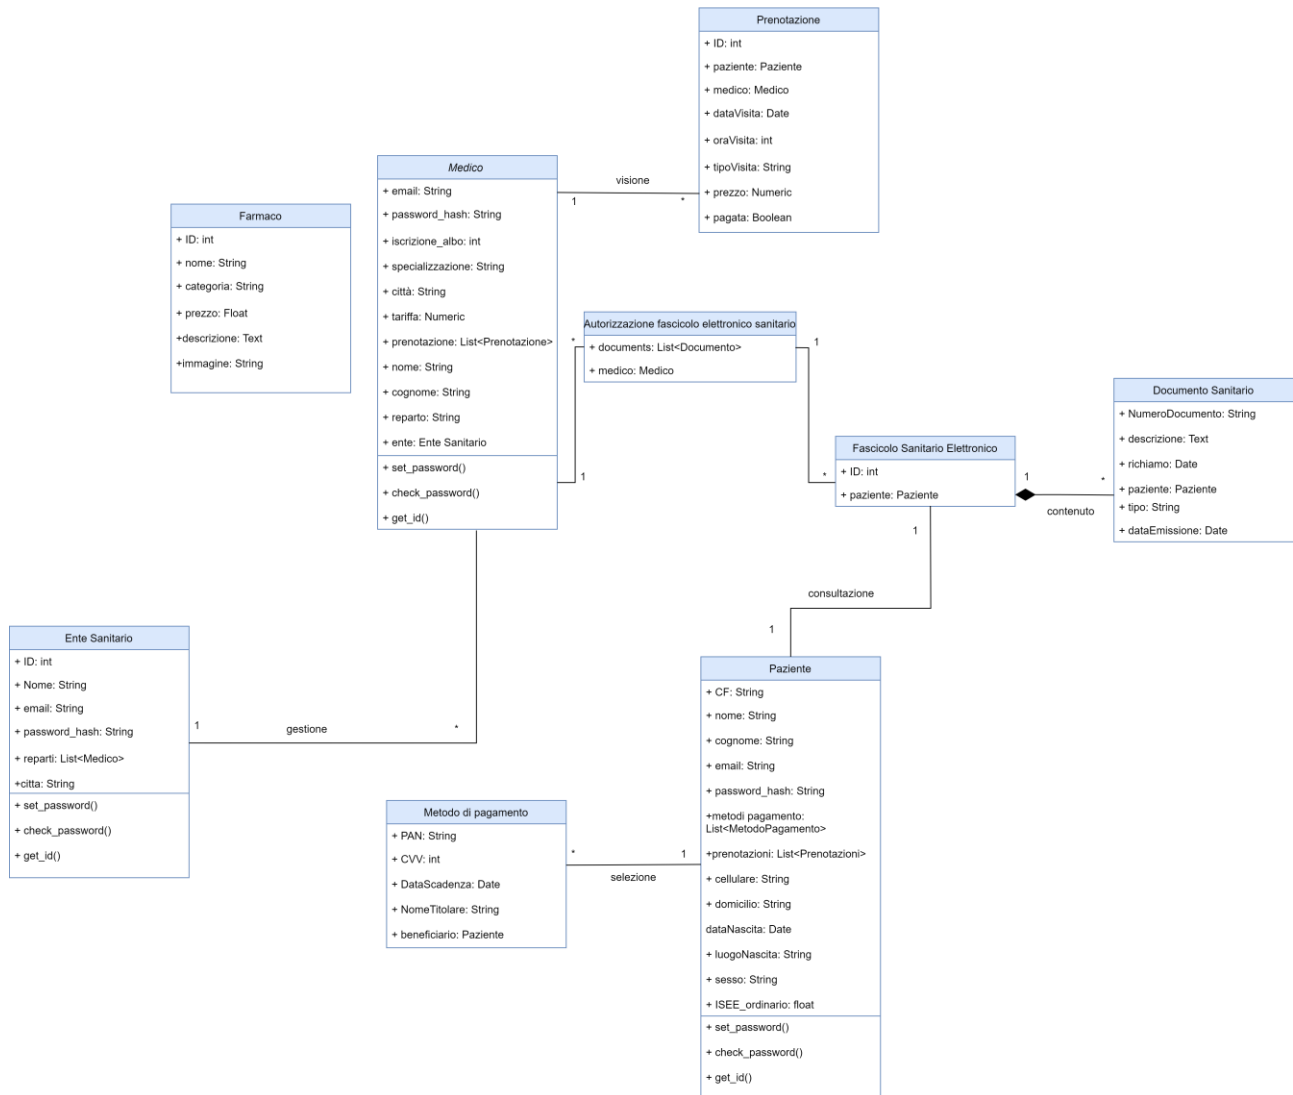 Prenotazione
+ ID: int
+ paziente: Paziente
+ medico: Medico
+ dataVisita: Date
+ oraVisita: int
+ tipoVisita: String
+ prezzo: Numeric
+ pagata: Boolean
visione
1
*
Medico
+ email: String
+ password_hash: String
+ iscrizione_albo: int
+ specializzazione: String
+ città: String
+ tariffa: Numeric
+ prenotazione: List<Prenotazione>
+ nome: String
+ cognome: String
+ reparto: String
+ ente: Ente Sanitario
+ set_password()
+ check_password()
+ get_id()
Farmaco
+ ID: int
+ nome: String
+ categoria: String
+ prezzo: Float
+descrizione: Text
+immagine: String
Autorizzazione fascicolo elettronico sanitario
+ documents: List<Documento>
+ medico: Medico
*
1
1
*
Fascicolo Sanitario Elettronico
+ ID: int
+ paziente: Paziente
1
*
contenuto
Documento Sanitario
+ NumeroDocumento: String
+ descrizione: Text
+ richiamo: Date
+ paziente: Paziente
+ tipo: String
+ dataEmissione: Date
1
consultazione
1
Ente Sanitario
+ ID: int
+ Nome: String
+ email: String
+ password_hash: String
+ reparti: List<Medico>
+citta: String
+ set_password()
+ check_password()
+ get_id()
1
gestione
*
Metodo di pagamento
+ PAN: String
+ CVV: int
+ DataScadenza: Date
+ NomeTitolare: String
+ beneficiario: Paziente
*
1
selezione
Paziente
+ CF: String
+ nome: String
+ cognome: String
+ email: String
+ password_hash: String
+metodi pagamento:
List<MetodoPagamento>
+prenotazioni: List<Prenotazioni>
+ cellulare: String
+ domicilio: String
dataNascita: Date
+ luogoNascita: String
+ sesso: String
+ ISEE_ordinario: float
+ set_password()
+ check_password()
+ get_id()